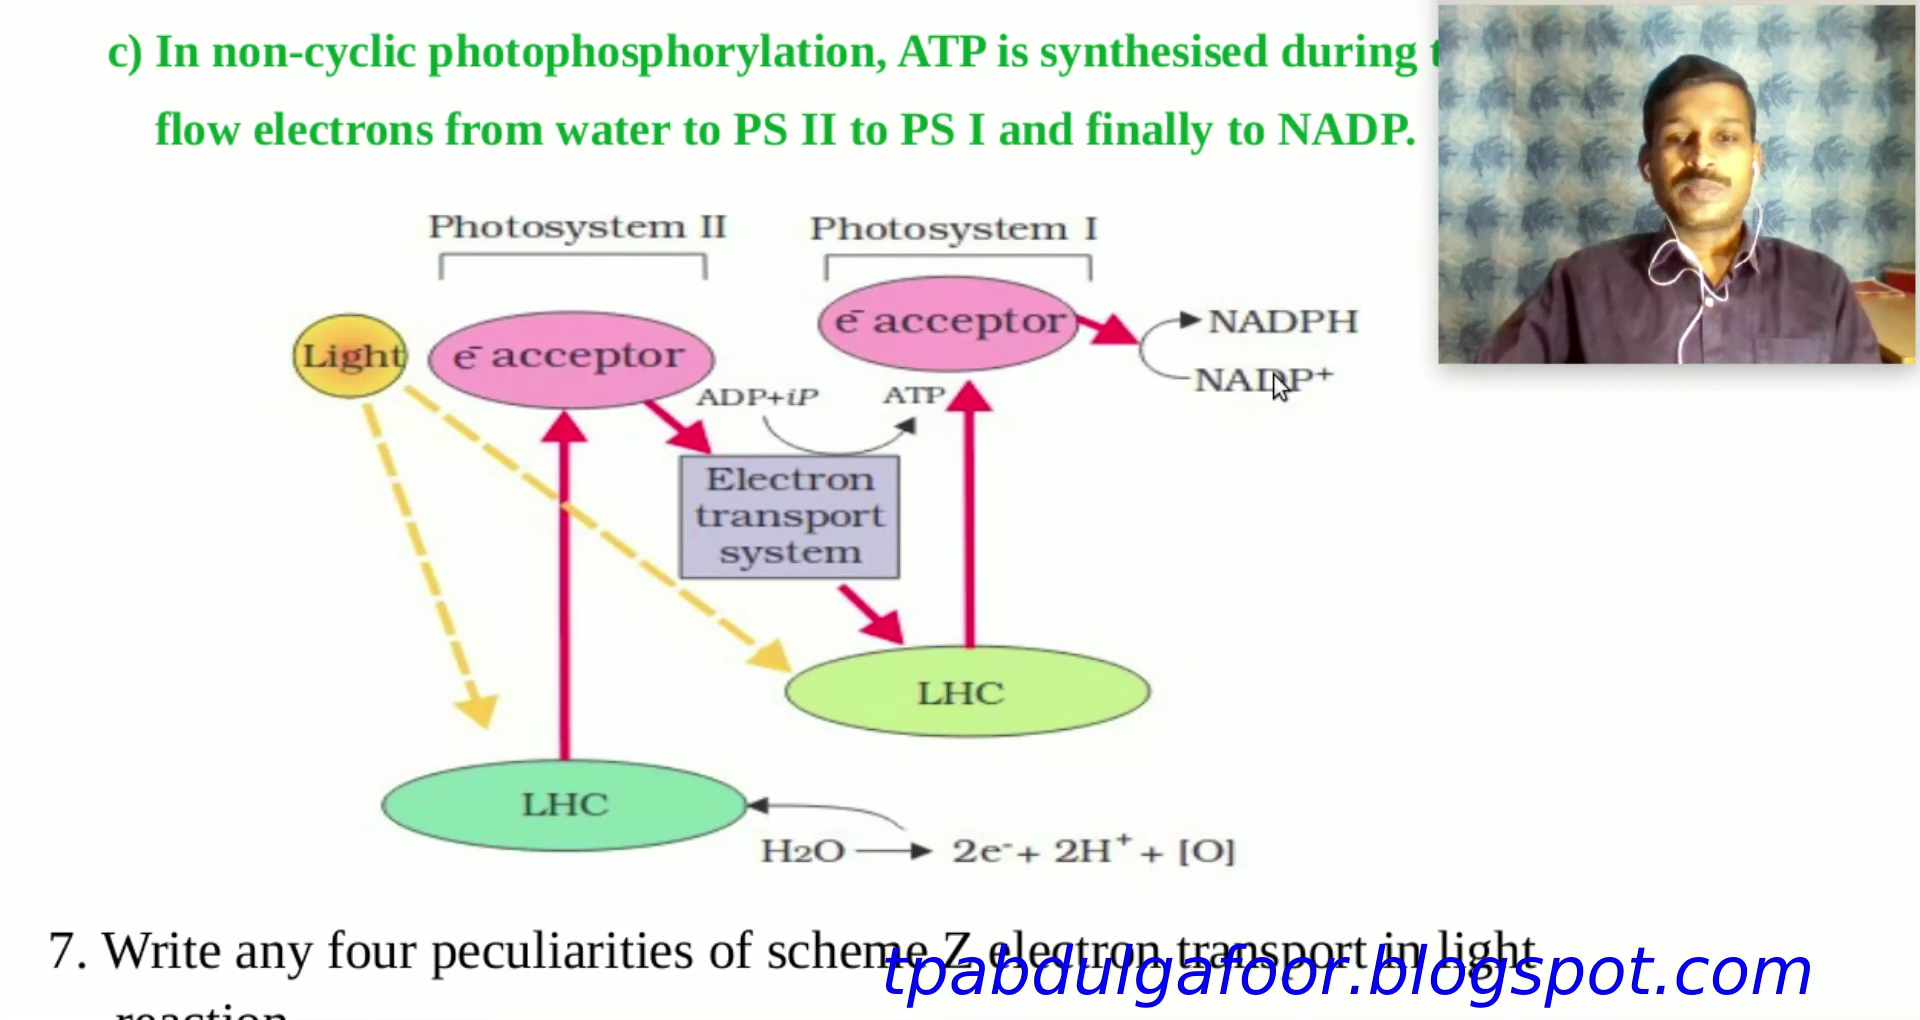 c) In non-cyclic photophosphorylation, ATP is synthesised during
flow electrons from water to PS II to PS I and finally to NADP.
Photosystem II
Photosystem I
Light
e⁻ acceptor
e⁻ acceptor
NADPH
NADP⁺
ADP+iP
ATP
Electron
transport
system
LHC
LHC
H2O → 2e⁻+ 2H⁺ + [O]
7. Write any four peculiarities of scheme Z electron transport in light
reaction
tpabdulgafoor.blogspot.com